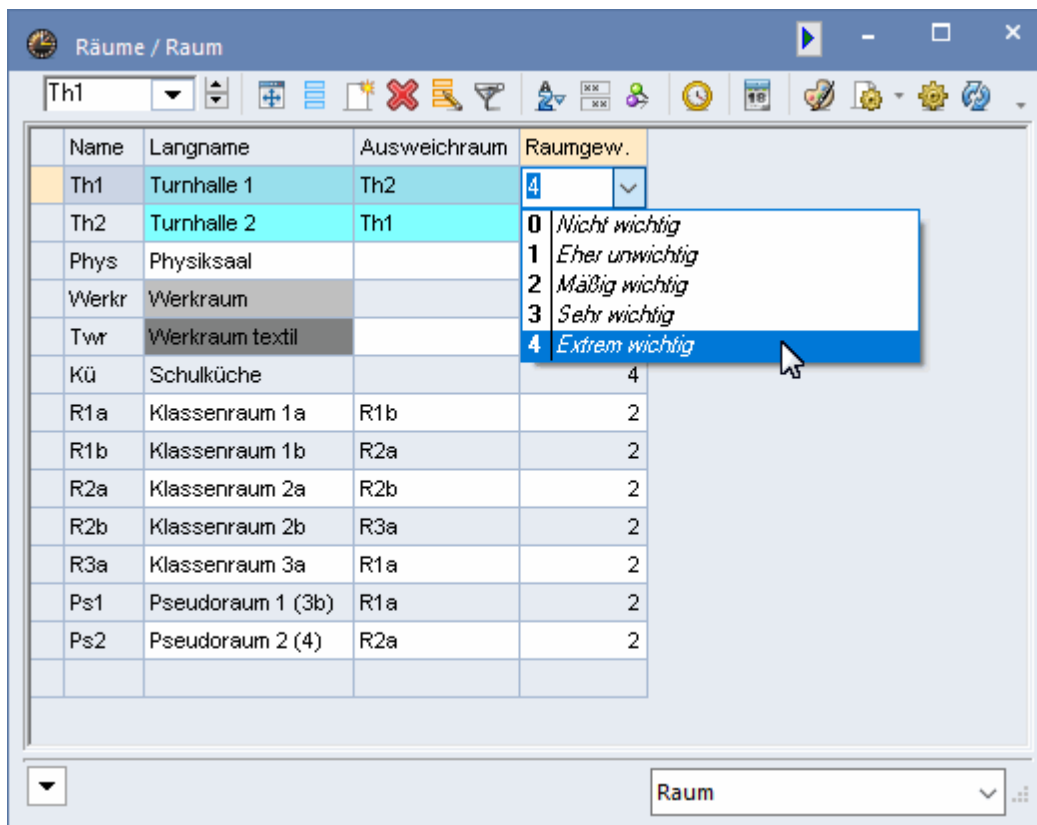 Räume / Raum
Th1
18
Name Langname Ausweichraum Raumgew.
Th1 Turnhalle 1 Th2 4
Th2 Turnhalle 2 Th1
0 Nicht wichtig
1 Eher unwichtig
2 Mäßig wichtig
3 Sehr wichtig
4 Extrem wichtig
Phys Physiksaal
Werkr Werkraum
Twr Werkraum textil
Kü Schulküche 4
R1a Klassenraum 1a R1b 2
R1b Klassenraum 1b R2a 2
R2a Klassenraum 2a R2b 2
R2b Klassenraum 2b R3a 2
R3a Klassenraum 3a R1a 2
Ps1 Pseudoraum 1 (3b) R1a 2
Ps2 Pseudoraum 2 (4) R2a 2
Raum